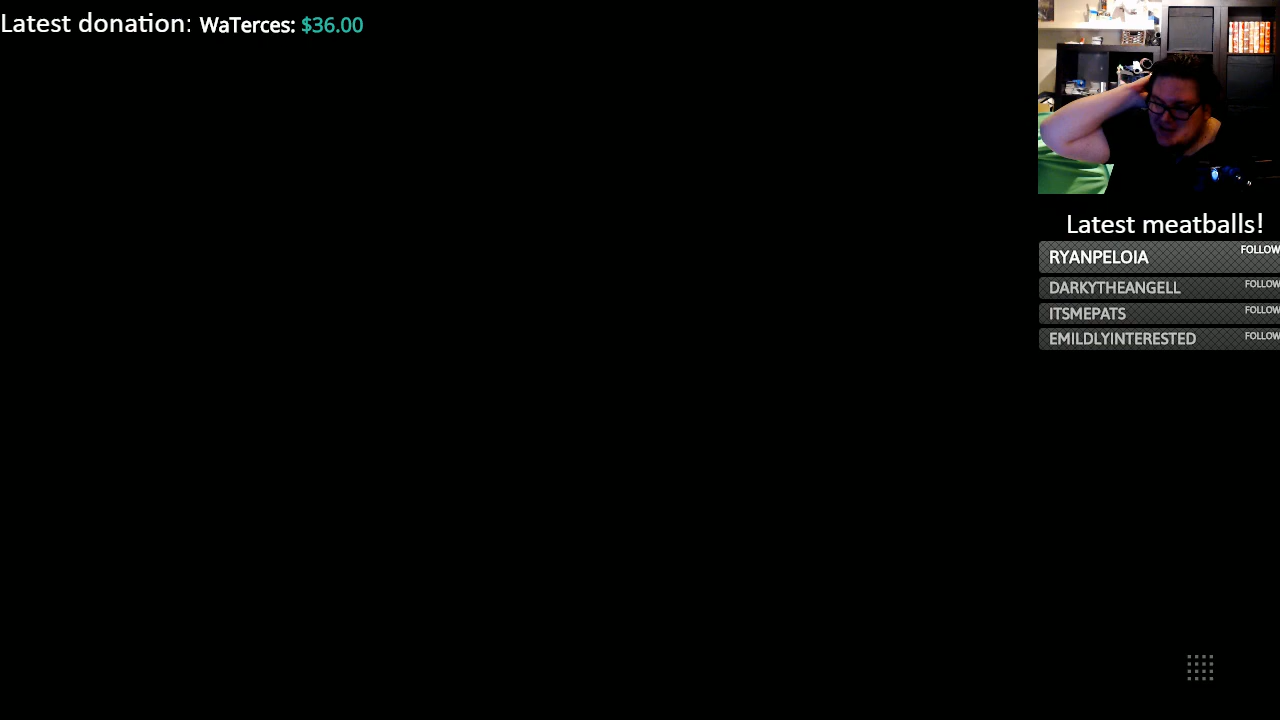 Latest donation: WaTerces: $36.00
Latest meatballs!
RYANPELOIA FOLLOW
DARKYTHEANGELL FOLLOW
ITSMEPATS FOLLOW
EMILDLYINTERESTED FOLLOW